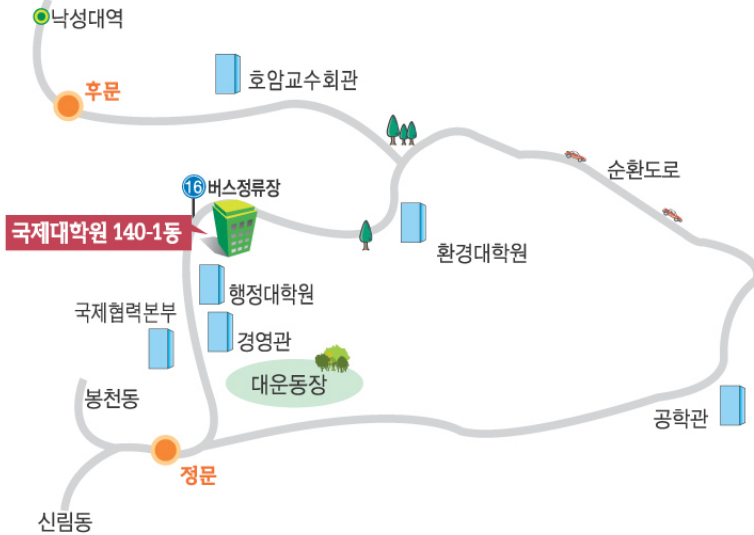 낙성대역
후문
호암교수회관
순환도로
16 버스정류장
국제대학원 140-1동
환경대학원
행정대학원
국제협력본부
경영관
대운동장
봉천동
공학관
정문
신림동